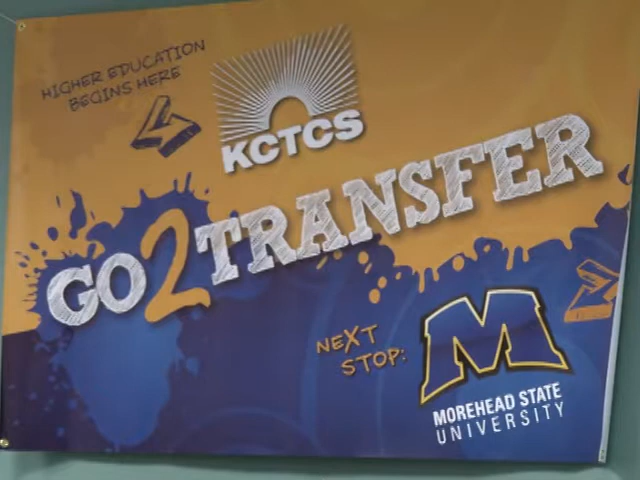 HIGHER EDUCATION
BEGINS HERE
KCTCS
GO2TRANSFER
NEXT
STOP:
M
MOREHEAD STATE
UNIVERSITY